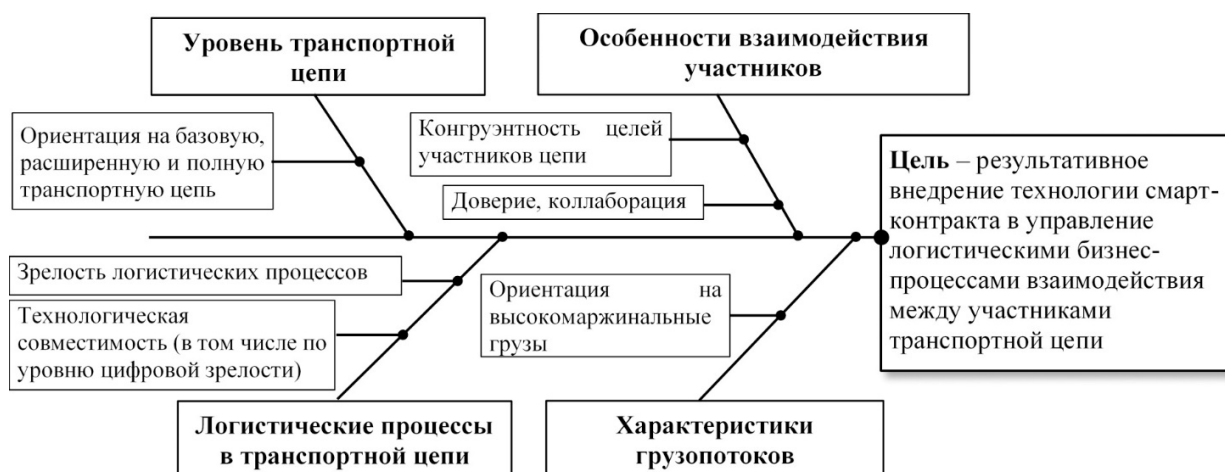 Уровень транспортной
цепи
Особенности взаимодействия
участников
Ориентация на базовую,
расширенную и полную
транспортную цепь
Конгруэнтность целей
участников цепи
Доверие, коллаборация
Цель – результативное
внедрение технологии смарт-
контракта в управление
логистическими бизнес-
процессами взаимодействия
между участниками
транспортной цепи
Зрелость логистических процессов
Технологическая
совместимость (в том числе по
уровню цифровой зрелости)
Ориентация на
высокомаржинальные
грузы
Логистические процессы
в транспортной цепи
Характеристики
грузопотоков